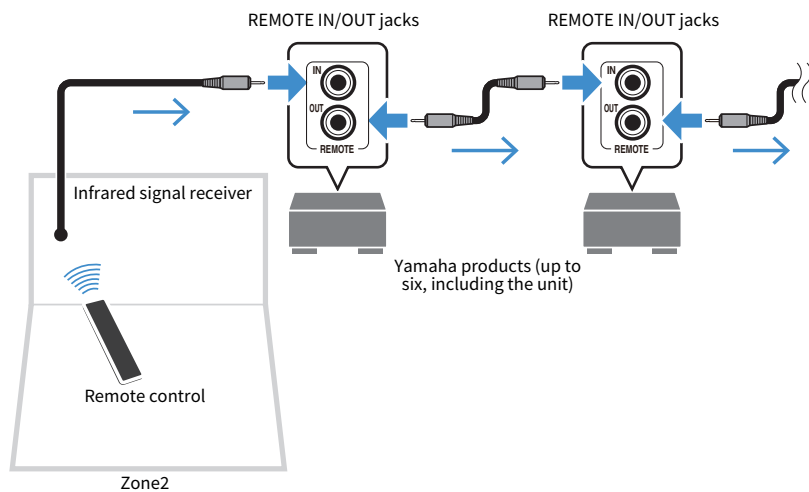 REMOTE IN/OUT jacks
REMOTE IN/OUT jacks
IN
OUT
REMOTE
IN
OUT
REMOTE
Infrared signal receiver
Yamaha products (up to
six, including the unit)
Remote control
Zone2